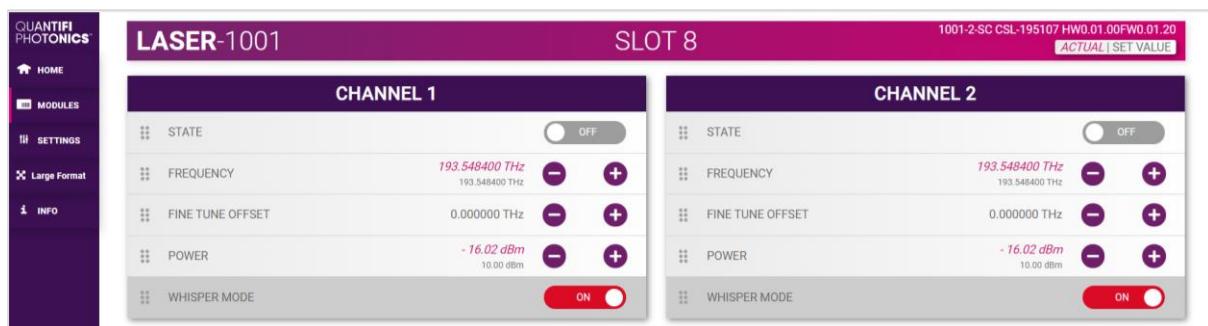 QUANTIFI
PHOTONICS
HOME
MODULES
SETTINGS
Large Format
INFO
LASER-1001
SLOT 8
1001-2-SC CSL-195107 HW0.01.00FW0.01.20
ACTUAL | SET VALUE
CHANNEL 1
STATE
OFF
FREQUENCY
193.548400 THz
193.548400 THz
FINE TUNE OFFSET
0.000000 THz
POWER
- 16.02 dBm
10.00 dBm
WHISPER MODE
ON
CHANNEL 2
STATE
OFF
FREQUENCY
193.548400 THz
193.548400 THz
FINE TUNE OFFSET
0.000000 THz
POWER
- 16.02 dBm
10.00 dBm
WHISPER MODE
ON